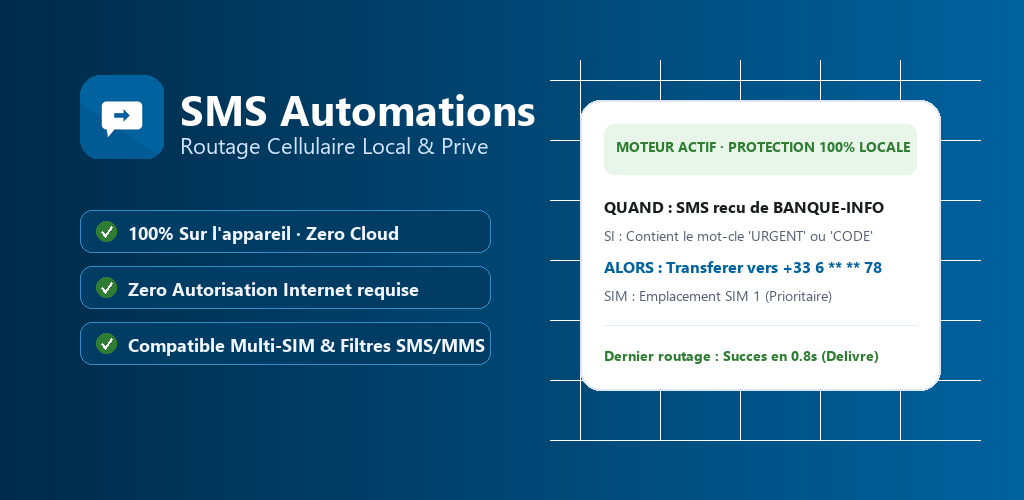 SMS Automations
Routage Cellulaire Local & Prive
100% Sur l'appareil · Zero Cloud
Zero Autorisation Internet requise
Compatible Multi-SIM & Filtres SMS/MMS
MOTEUR ACTIF · PROTECTION 100% LOCALE
QUAND : SMS recu de BANQUE-INFO
SI : Contient le mot-cle 'URGENT' ou 'CODE'
ALORS : Transferer vers +33 6 ** ** 78
SIM : Emplacement SIM 1 (Prioritaire)
Dernier routage : Succes en 0.8s (Delivre)